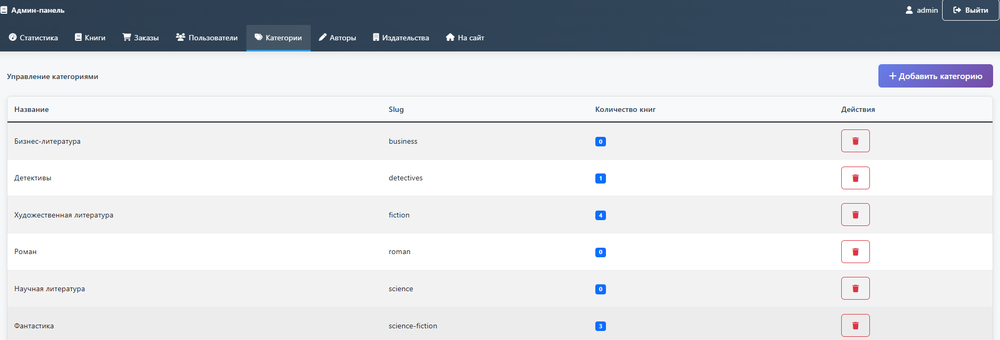 Админ-панель admin Выйти
Статистика Книги Заказы Пользователи Категории Авторы Издательства На сайт
Управление категориями + Добавить категорию
Название Slug Количество книг Действия
Бизнес-литература business 0
Детективы detectives 1
Художественная литература fiction 4
Роман roman 0
Научная литература science 0
Фантастика science-fiction 3